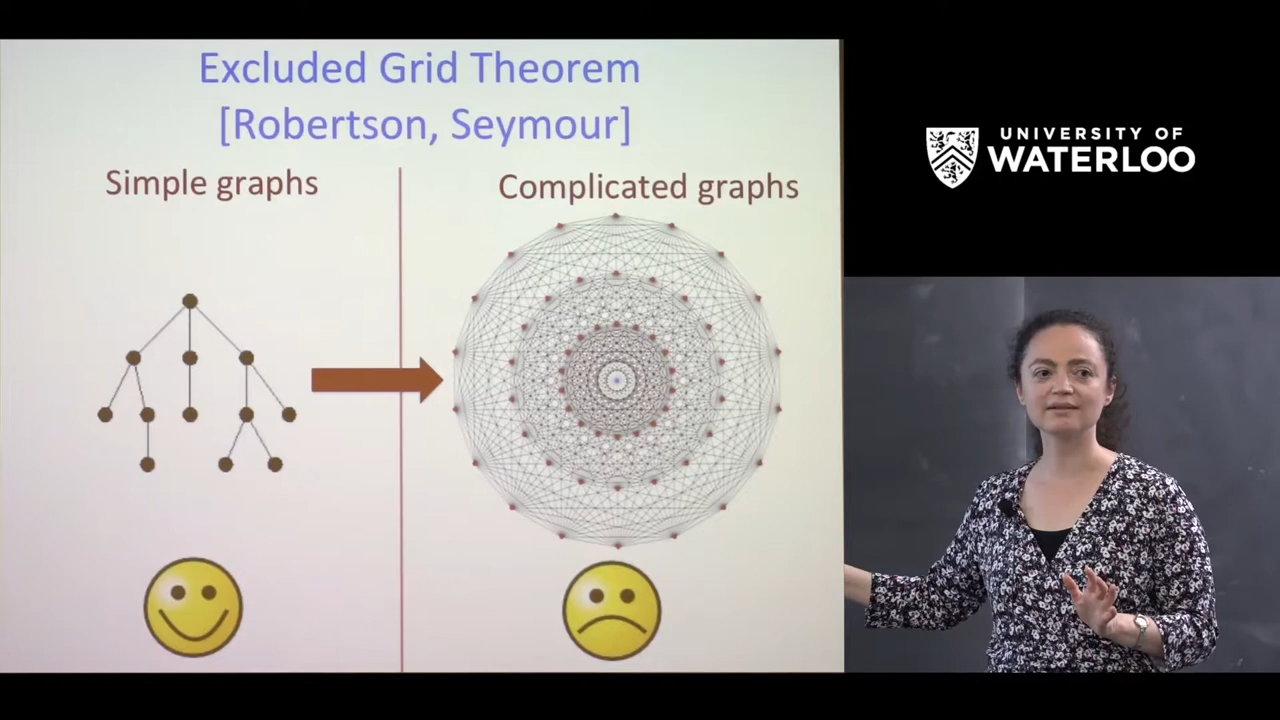 Excluded Grid Theorem
[Robertson, Seymour]
Simple graphs
Complicated graphs
UNIVERSITY OF
WATERLOO